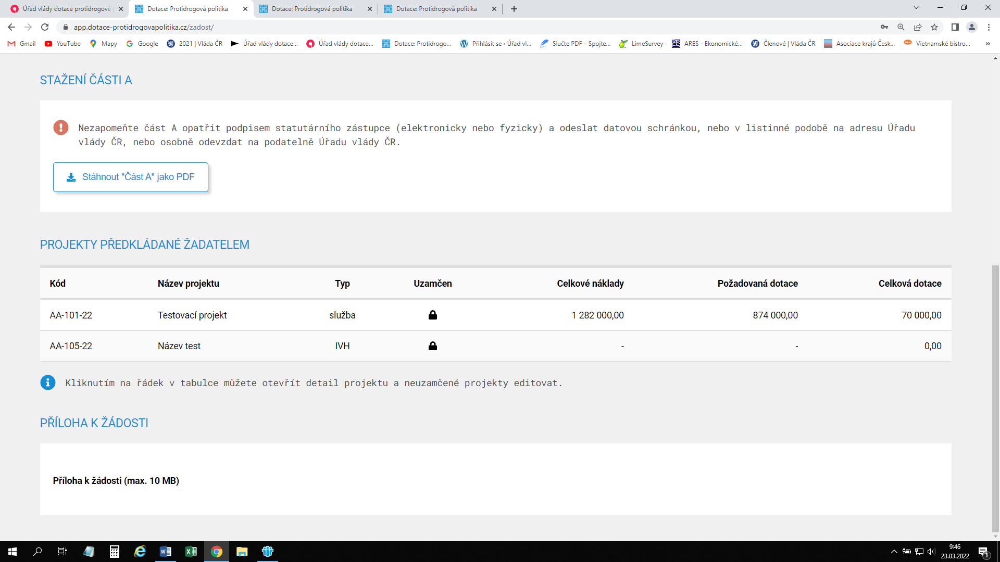 Úřad vlády dotace protidrogové
Dotace: Protidrogová politika
Dotace: Protidrogová politika
Dotace: Protidrogová politika
app.dotace-protidrogovapolitika.cz/zadost/
Gmail
YouTube
Mapy
Google
2021 | Vláda ČR
Úřad vlády dotace...
Úřad vlády dotace...
Dotace: Protidrogo...
Přihlásit se ‹ Úřad vl...
Slučte PDF – Spojte...
LimeSurvey
ARES - Ekonomické...
Členové | Vláda ČR
Asociace krajů Česk...
Vietnamské bistro...
STAŽENÍ ČÁSTI A
Nezapomeňte část A opatřit podpisem statutárního zástupce (elektronicky nebo fyzicky) a odeslat datovou schránkou, nebo v listinné podobě na adresu Úřadu
vlády ČR, nebo osobně odevzdat na podatelně Úřadu vlády ČR.
Stáhnout "Část A" jako PDF
PROJEKTY PŘEDKLÁDANÉ ŽADATELEM
Kód Název projektu Typ Uzamčen Celkové náklady Požadovaná dotace Celková dotace
AA-101-22 Testovací projekt služba 1 282 000,00 874 000,00 70 000,00
AA-105-22 Název test IVH - - 0,00
Kliknutím na řádek v tabulce můžete otevřít detail projektu a neuzamčené projekty editovat.
PŘÍLOHA K ŽÁDOSTI
Příloha k žádosti (max. 10 MB)
9:46
23.03.2022
1